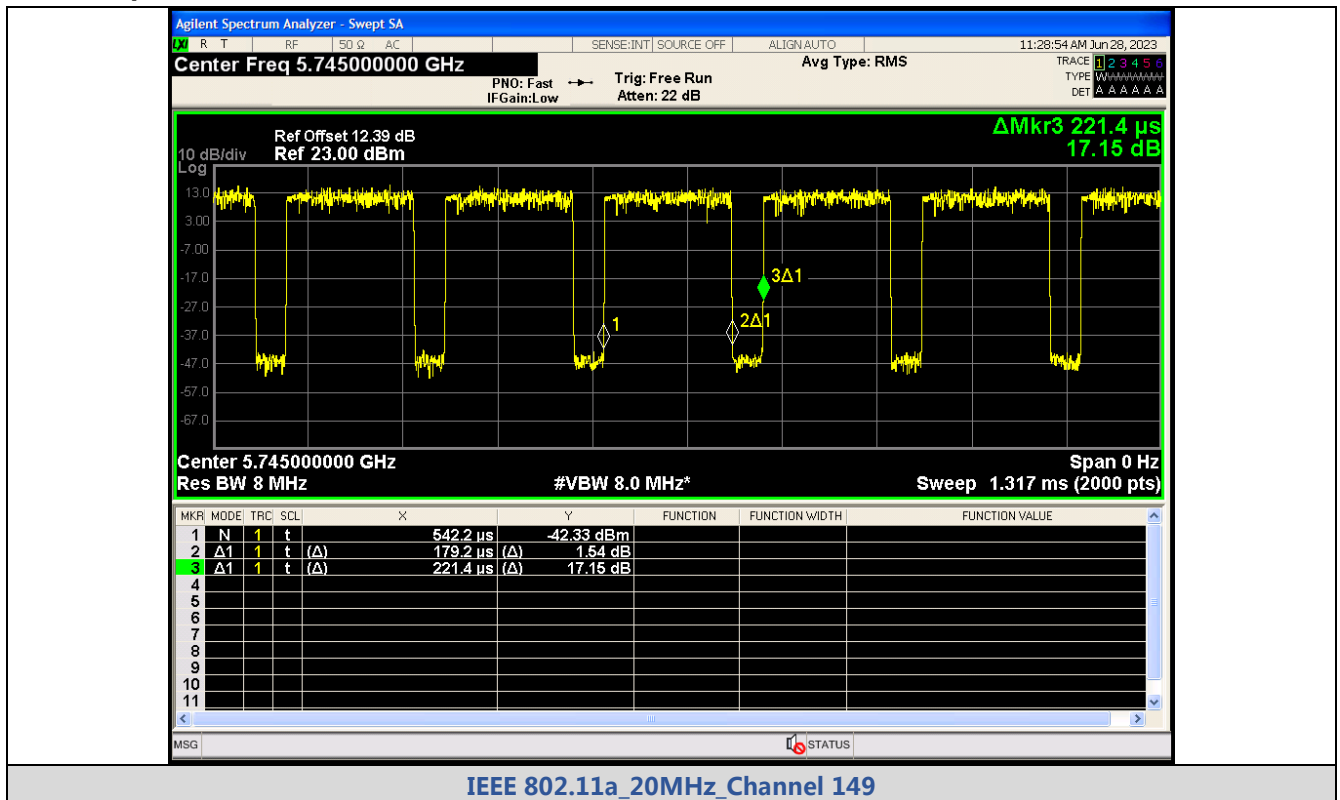 Agilent Spectrum Analyzer - Swept SA
LXI R T RF 50 Ω AC SENSE:INT SOURCE OFF ALIGN AUTO 11:28:54 AM Jun 28, 2023
Center Freq 5.745000000 GHz Avg Type: RMS TRACE 1 2 3 4 5 6
PNO: Fast Trig: Free Run TYPE WWWWWW
IFGain:Low Atten: 22 dB DET A A A A A A
ΔMkr3 221.4 µs
Ref Offset 12.39 dB
10 dB/div Ref 23.00 dBm 17.15 dB
Log
13.0
3.00
-7.00
-17.0
3Δ1
-27.0
1 2Δ1
-37.0
-47.0
-57.0
-67.0
Center 5.745000000 GHz Span 0 Hz
Res BW 8 MHz #VBW 8.0 MHz* Sweep 1.317 ms (2000 pts)
MKR MODE TRC SCL X Y FUNCTION FUNCTION WIDTH FUNCTION VALUE
1 N 1 t 542.2 µs -42.33 dBm
2 Δ1 1 t (Δ) 179.2 µs (Δ) 1.54 dB
3 Δ1 1 t (Δ) 221.4 µs (Δ) 17.15 dB
4
5
6
7
8
9
10
11
MSG STATUS
IEEE 802.11a_20MHz_Channel 149